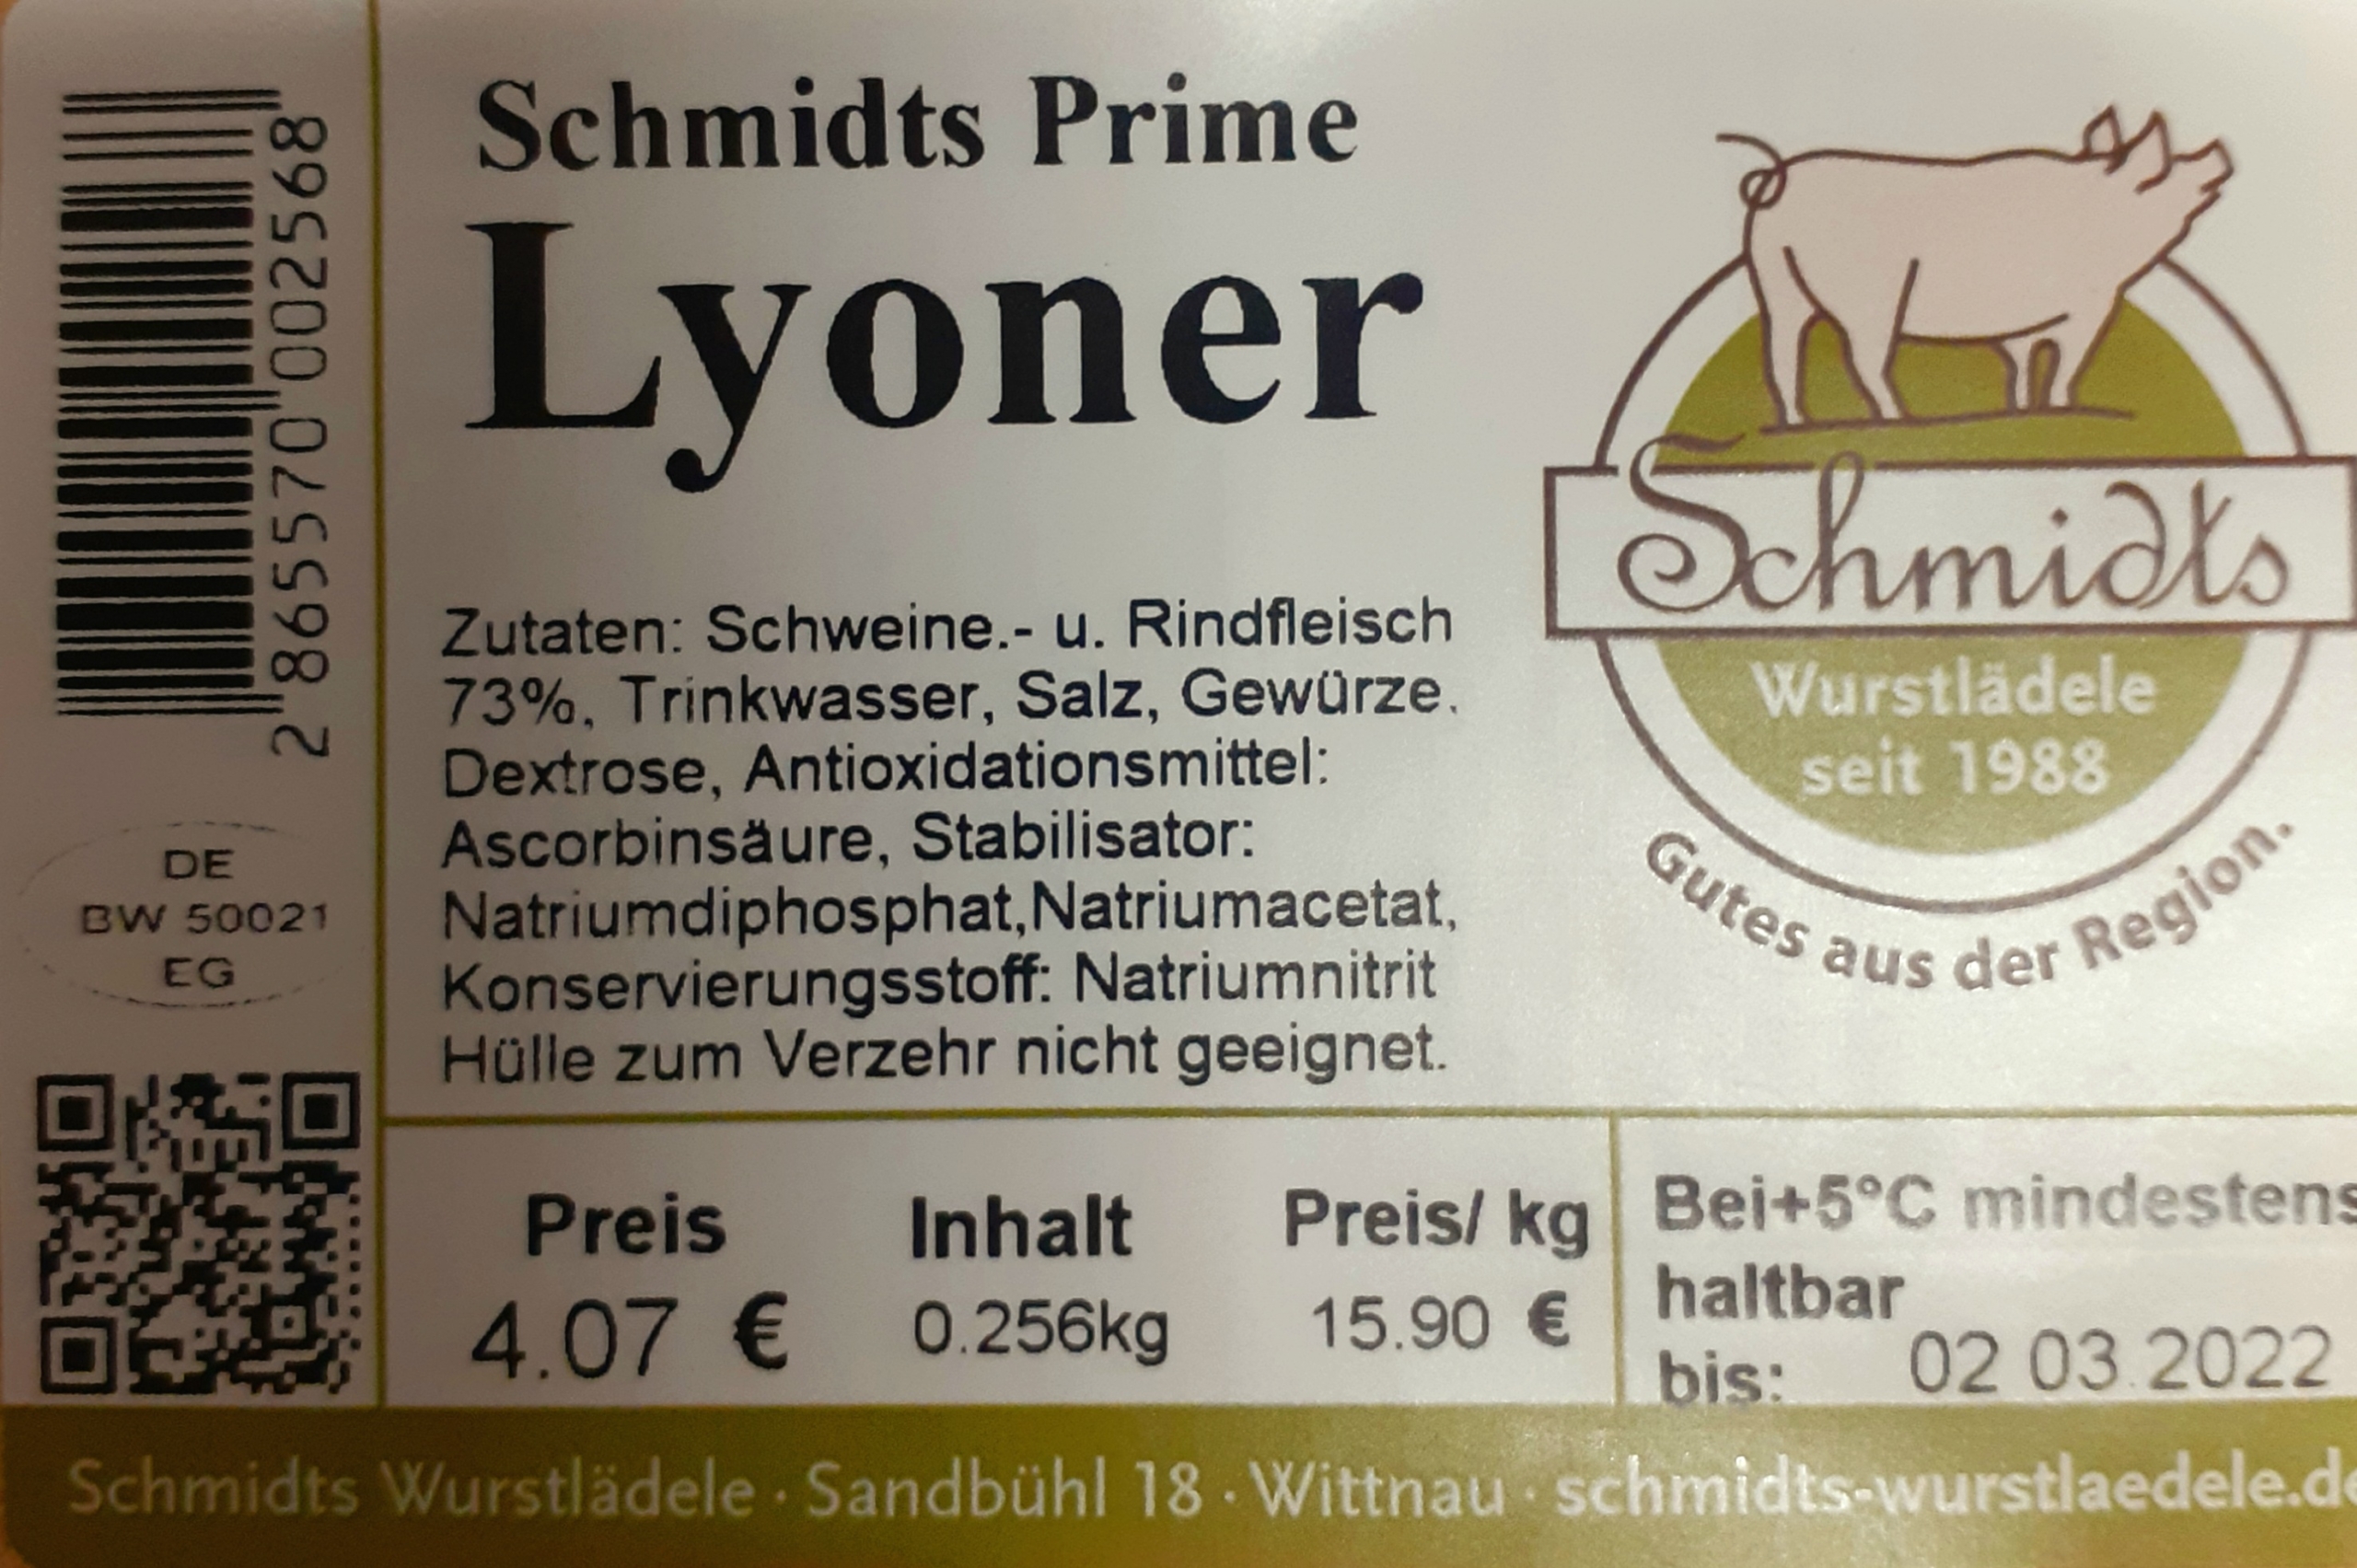 2 865570 002568
DE
BW 50021
EG
Schmidts Prime
Lyoner
Zutaten: Schweine.- u. Rindfleisch
73%, Trinkwasser, Salz, Gewürze.
Dextrose, Antioxidationsmittel:
Ascorbinsäure, Stabilisator:
Natriumdiphosphat,Natriumacetat,
Konservierungsstoff: Natriumnitrit
Hülle zum Verzehr nicht geeignet.
Schmidts
Wurstlädele
seit 1988
Gutes aus der Region.
Preis Inhalt Preis/ kg
4.07 € 0.256kg 15.90 €
Bei+5°C mindestens
haltbar
bis: 02 03.2022
Schmidts Wurstlädele · Sandbühl 18 · Wittnau · schmidts-wurstlaedele.de